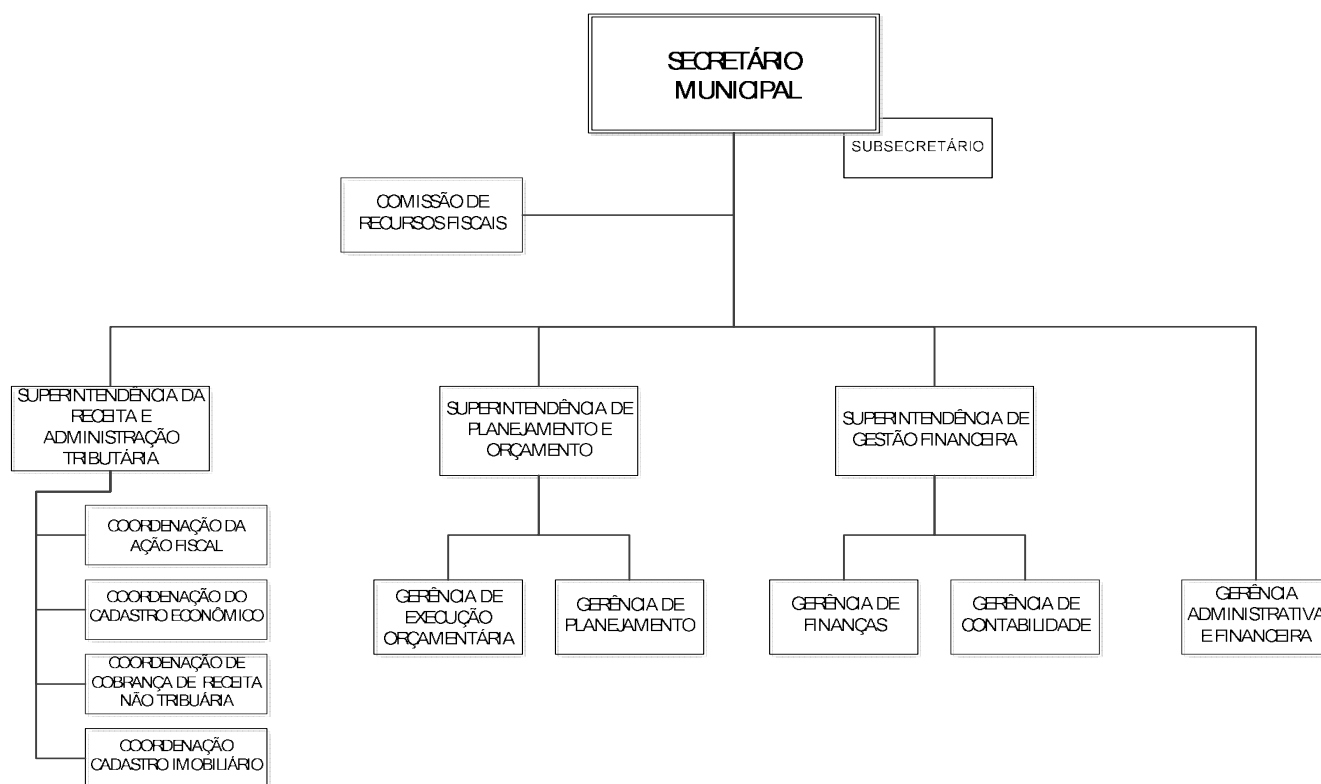 SECRETÁRIO
MUNICIPAL
SUBSECRETÁRIO
COMISSÃO DE
RECURSOS FISCAIS
SUPERINTENDÊNCIA DA
RECEITA E
ADMINISTRAÇÃO
TRIBUTÁRIA
SUPERINTENDÊNCIA DE
PLANEJAMENTO E
ORÇAMENTO
SUPERINTENDÊNCIA DE
GESTÃO FINANCEIRA
COORDENAÇÃO DA
AÇÃO FISCAL
COORDENAÇÃO DO
CADASTRO ECONÔMICO
COORDENAÇÃO DE
COBRANÇA DE RECEITA
NÃO TRIBUÁRIA
COORDENAÇÃO
CADASTRO IMOBILIÁRIO
GERÊNCIA DE
EXECUÇÃO
ORÇAMENTÁRIA
GERÊNCIA DE
PLANEJAMENTO
GERÊNCIA DE
FINANÇAS
GERÊNCIA DE
CONTABILIDADE
GERÊNCIA
ADMINISTRATIVA
E FINANCEIRA